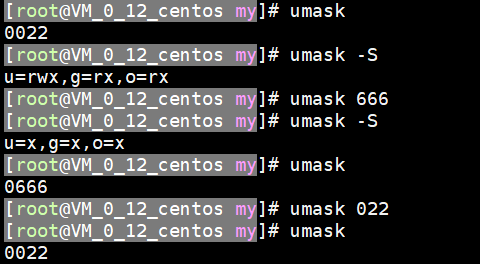 [root@VM_0_12_centos my]# umask
0022
[root@VM_0_12_centos my]# umask -S
u=rwx,g=rx,o=rx
[root@VM_0_12_centos my]# umask 666
[root@VM_0_12_centos my]# umask -S
u=x,g=x,o=x
[root@VM_0_12_centos my]# umask
0666
[root@VM_0_12_centos my]# umask 022
[root@VM_0_12_centos my]# umask
0022